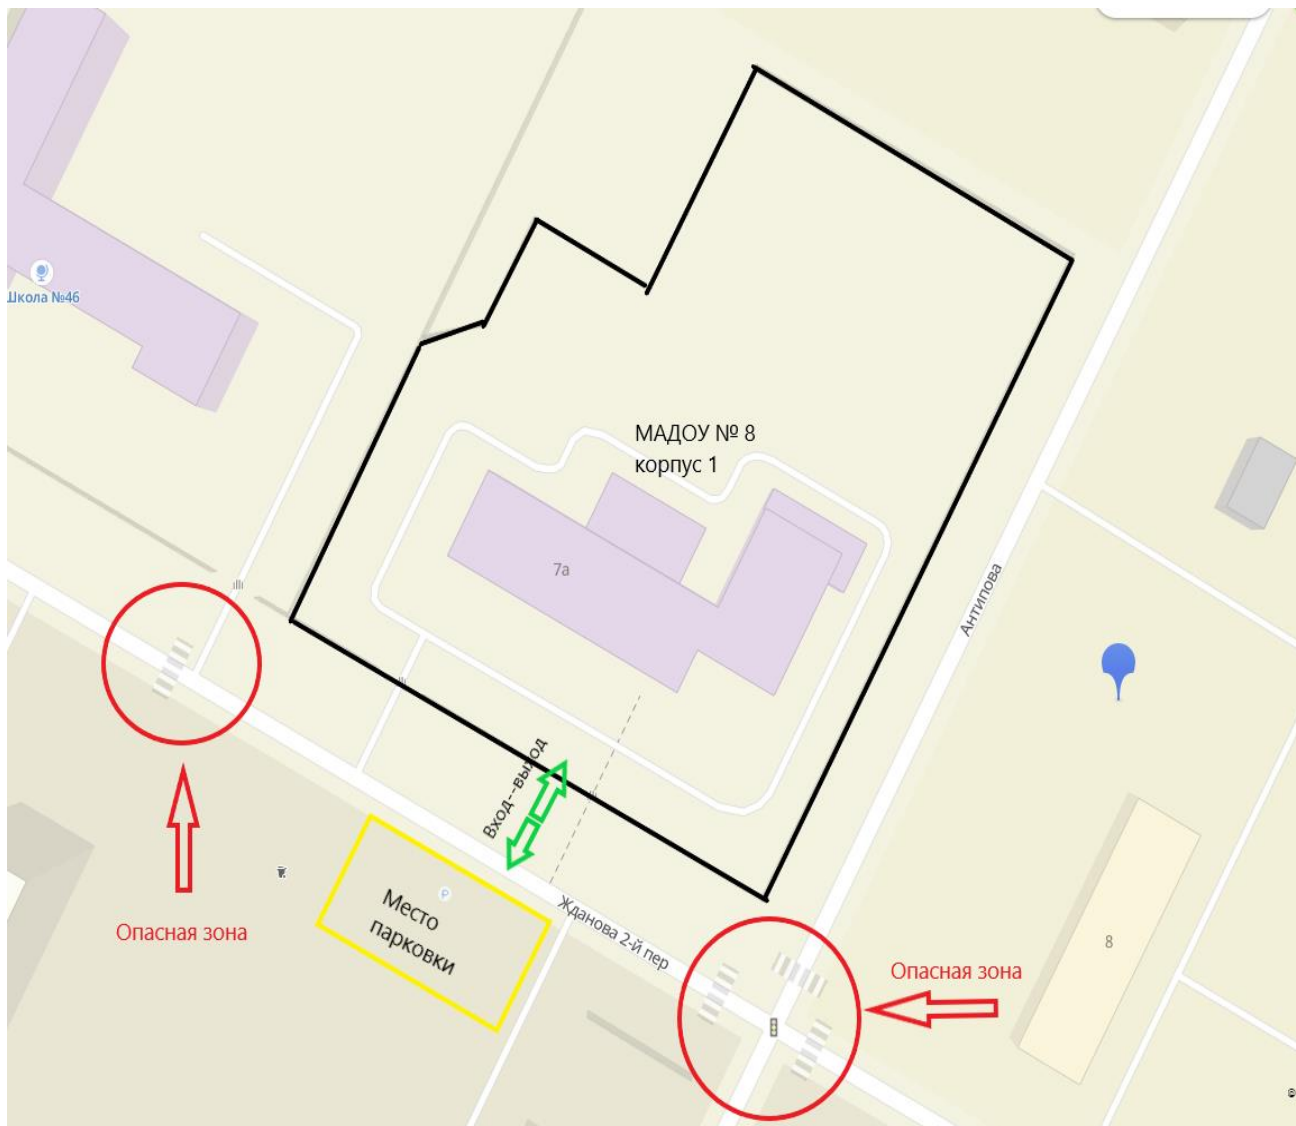 Школа №46
МАДОУ № 8
корпус 1
7а
Антипова
Вход--выход
Место
парковки
Жданова 2-й пер
Опасная зона
Опасная зона
8